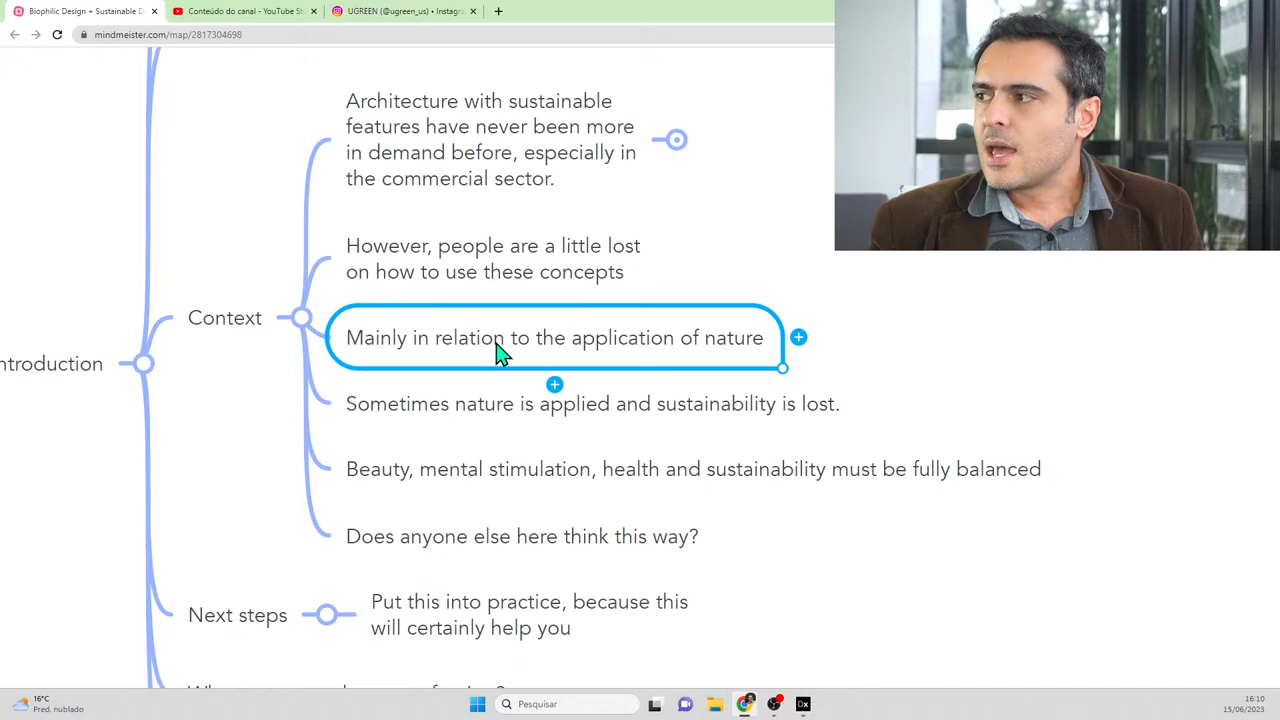 Biophilic Design + Sustainable D
Conteúdo do canal - YouTube St
UGREEN (@ugreen_us) • Instagra
mindmeister.com/map/2817304698
Architecture with sustainable
features have never been more
in demand before, especially in
the commercial sector.
However, people are a little lost
on how to use these concepts
Mainly in relation to the application of nature
Context
ntroduction
Sometimes nature is applied and sustainability is lost.
Beauty, mental stimulation, health and sustainability must be fully balanced
Does anyone else here think this way?
Next steps
Put this into practice, because this
will certainly help you
16°C
Pred. nublado
Pesquisar
Dx
16:10
15/06/2023